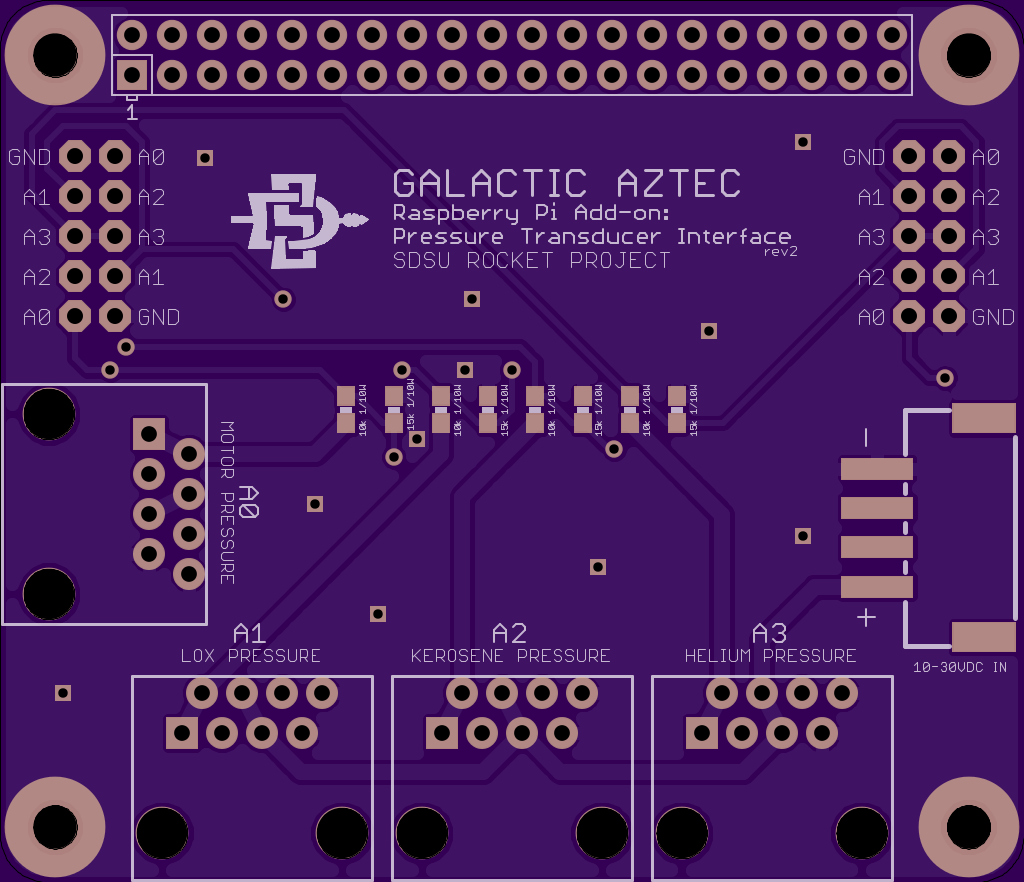 1
GND A0
A1 A2
A3 A3
A2 A1
A0 GND
GALACTIC AZTEC
Raspberry Pi Add-on:
Pressure Transducer Interface
rev2
SDSU ROCKET PROJECT
GND A0
A1 A2
A3 A3
A2 A1
A0 GND
10k 1/10W
15k 1/10W
10k 1/10W
15k 1/10W
10k 1/10W
15k 1/10W
10k 1/10W
15k 1/10W
A0
MOTOR PRESSURE
A1
LOX PRESSURE
A2
KEROSENE PRESSURE
A3
HELIUM PRESSURE
-
+
10-30VDC IN